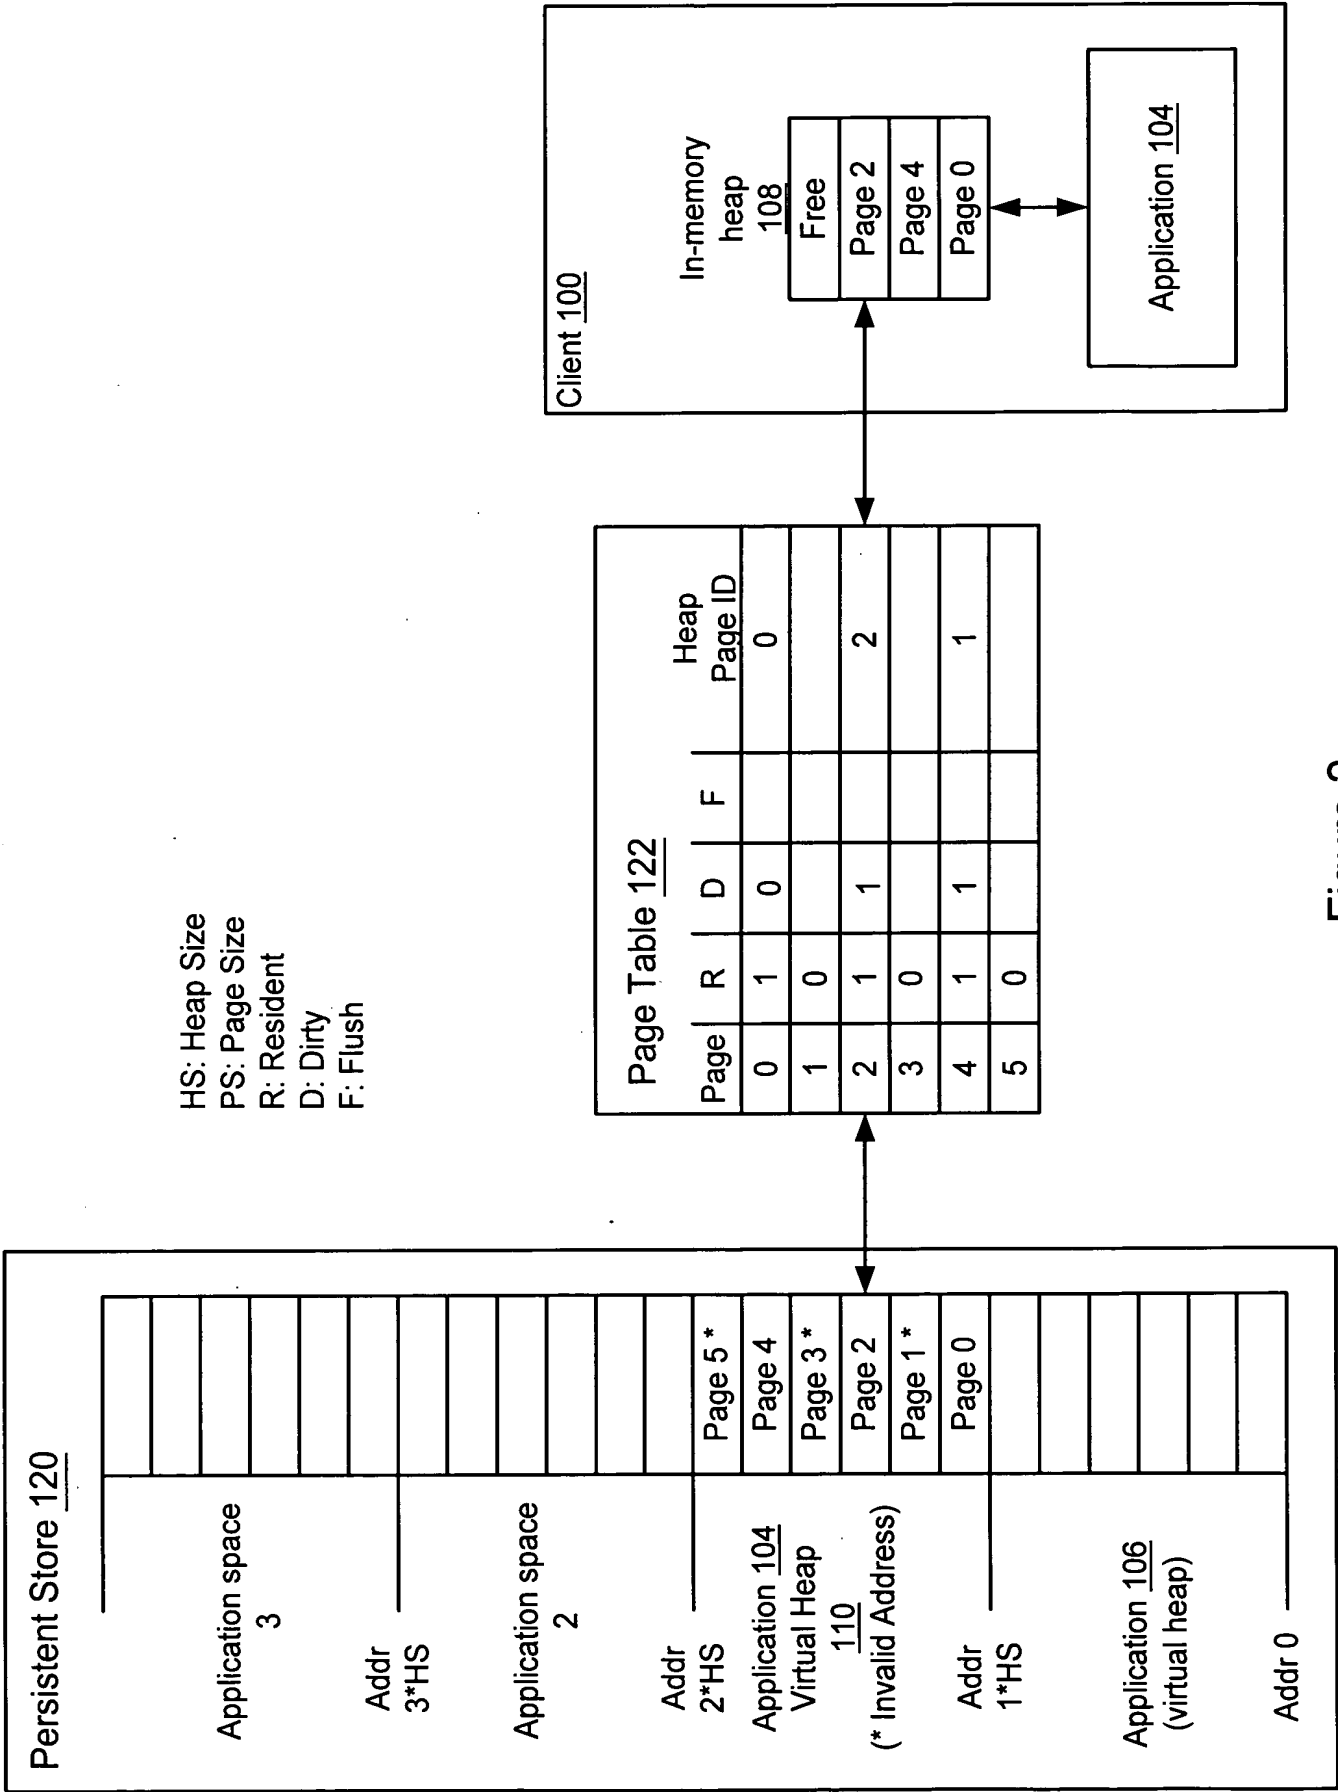 Persistent Store 120
Application space
3
Addr
3*HS
Application space
2
Addr
2*HS
Application 104
Virtual Heap
110
(* Invalid Address)
Addr
1*HS
Application 106
(virtual heap)
Addr 0
Page 5 *
Page 4
Page 3 *
Page 2
Page 1 *
Page 0
HS: Heap Size
PS: Page Size
R: Resident
D: Dirty
F: Flush
Page Table 122
Page R D F Heap Page ID
0 1 0 0
1 0
2 1 1 2
3 0
4 1 1 1
5 0
Client 100
In-memory
heap
108
Free
Page 2
Page 4
Page 0
Application 104